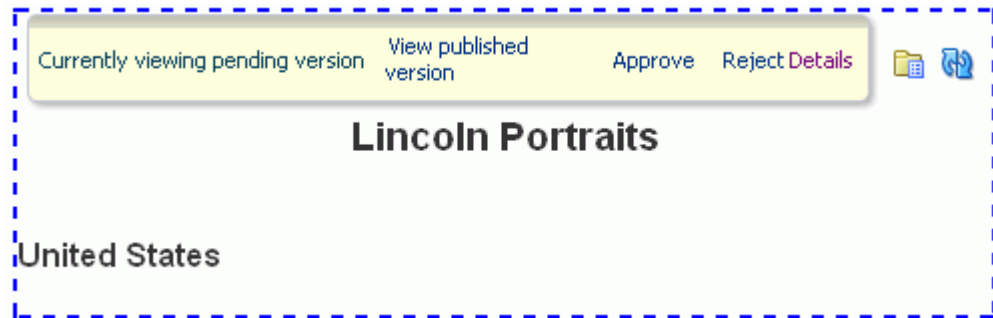 Currently viewing pending version
View published
version
Approve
Reject Details
Lincoln Portraits
United States